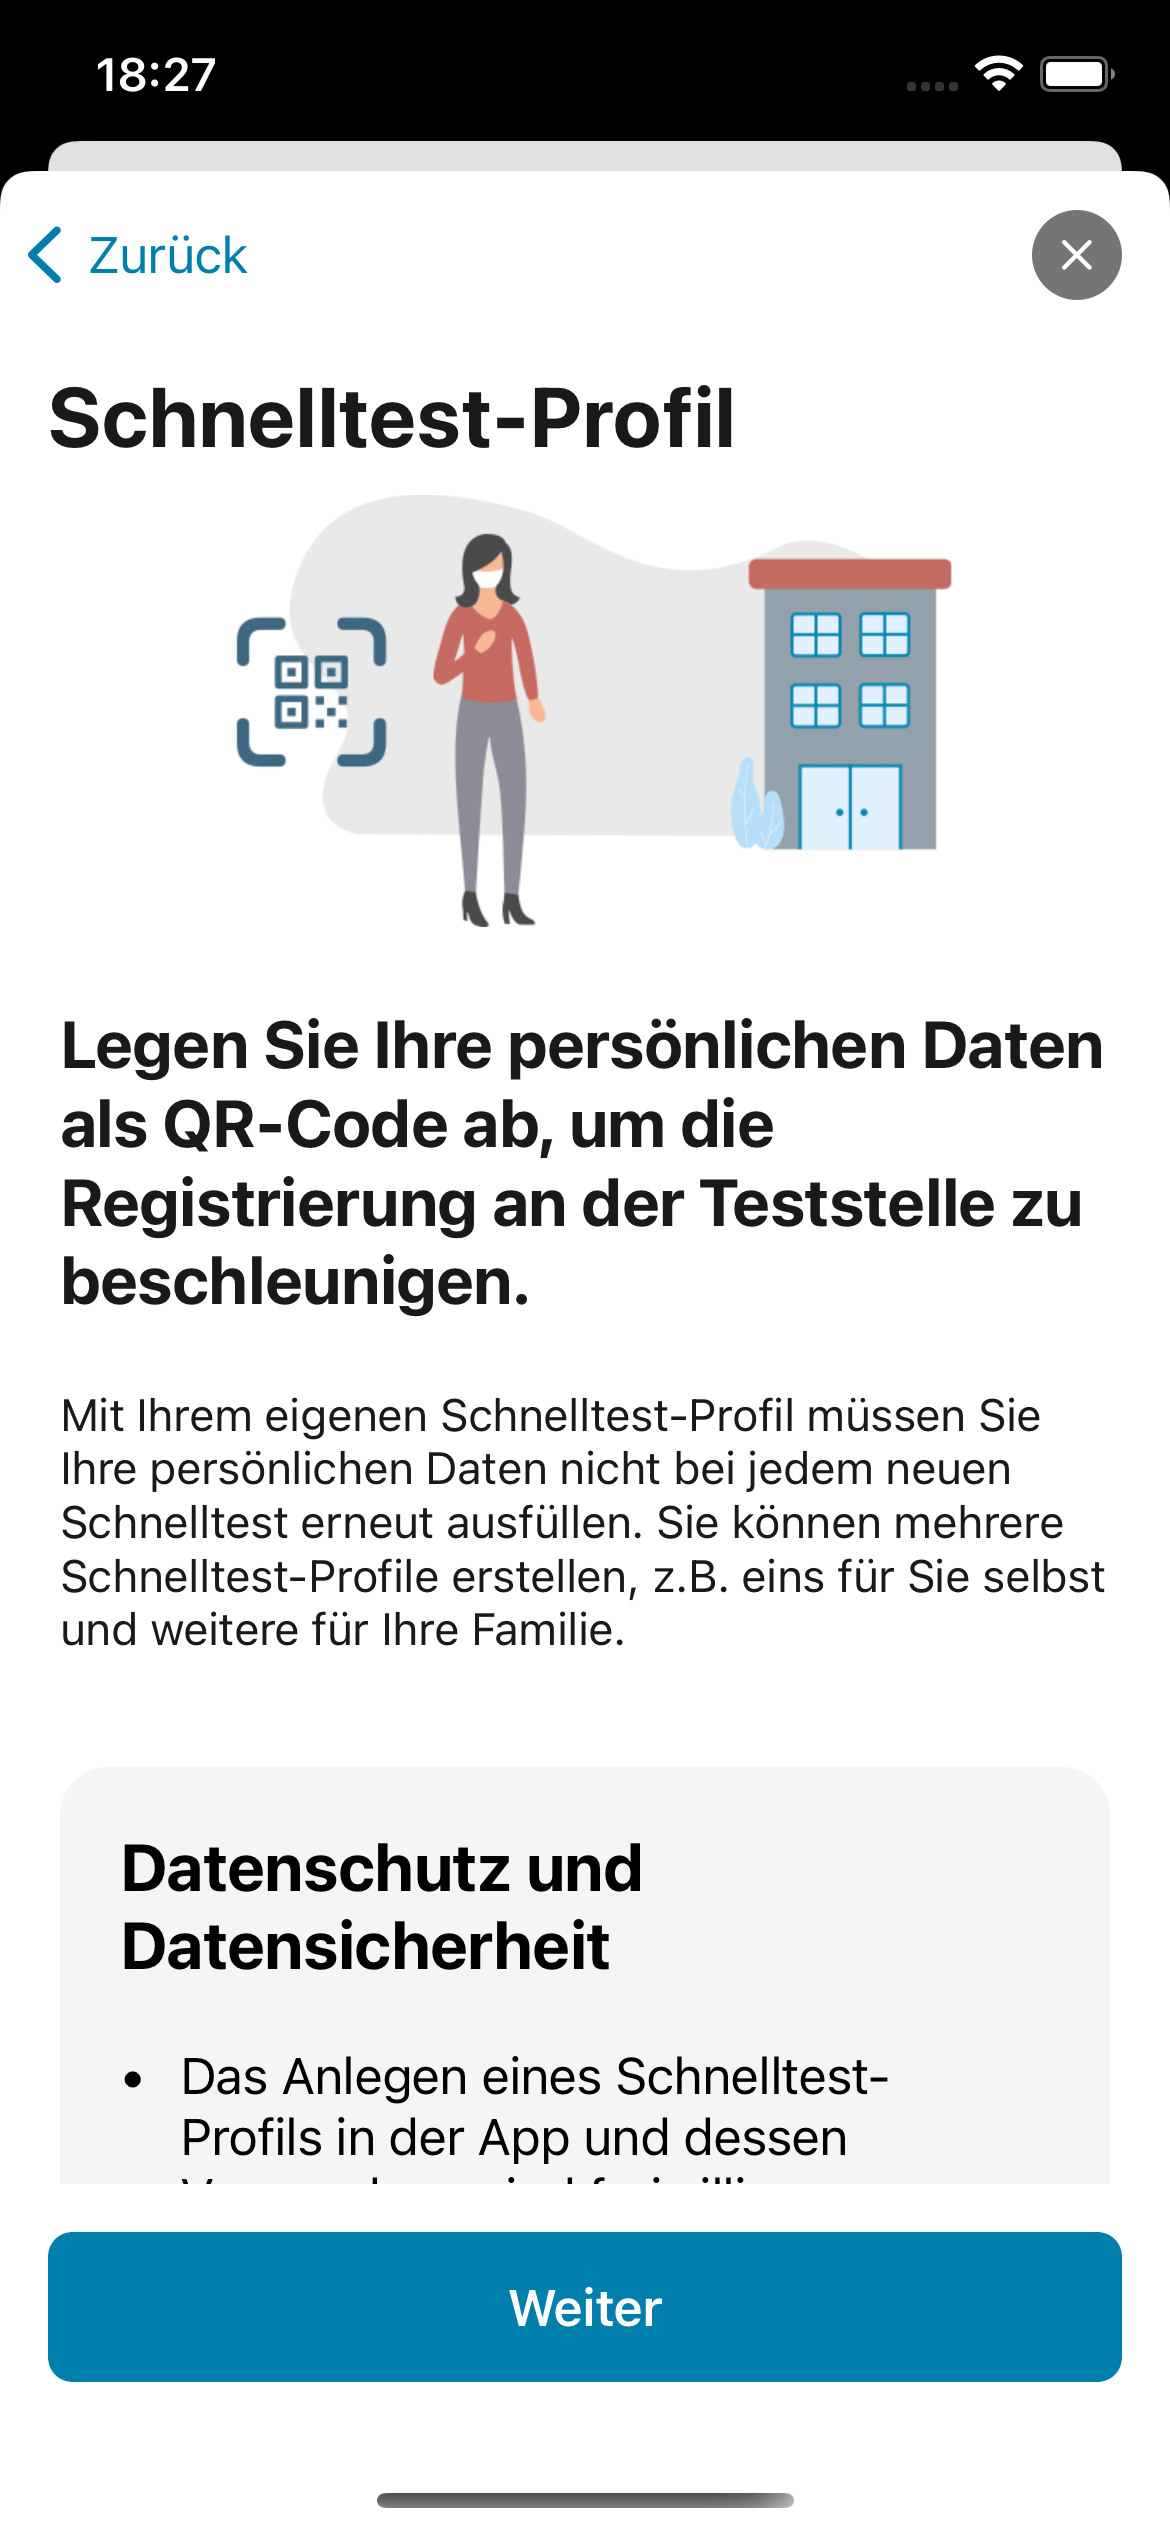 18:27
Zurück
Schnelltest-Profil
Legen Sie Ihre persönlichen Daten
als QR-Code ab, um die
Registrierung an der Teststelle zu
beschleunigen.
Mit Ihrem eigenen Schnelltest-Profil müssen Sie
Ihre persönlichen Daten nicht bei jedem neuen
Schnelltest erneut ausfüllen. Sie können mehrere
Schnelltest-Profile erstellen, z.B. eins für Sie selbst
und weitere für Ihre Familie.
Datenschutz und
Datensicherheit
• Das Anlegen eines Schnelltest-
Profils in der App und dessen
Weiter